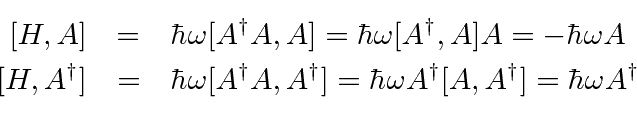 [H, A] = ℏω[A†A, A] = ℏω[A†, A]A = −ℏωA
[H, A†] = ℏω[A†A, A†] = ℏωA†[A, A†] = ℏωA†